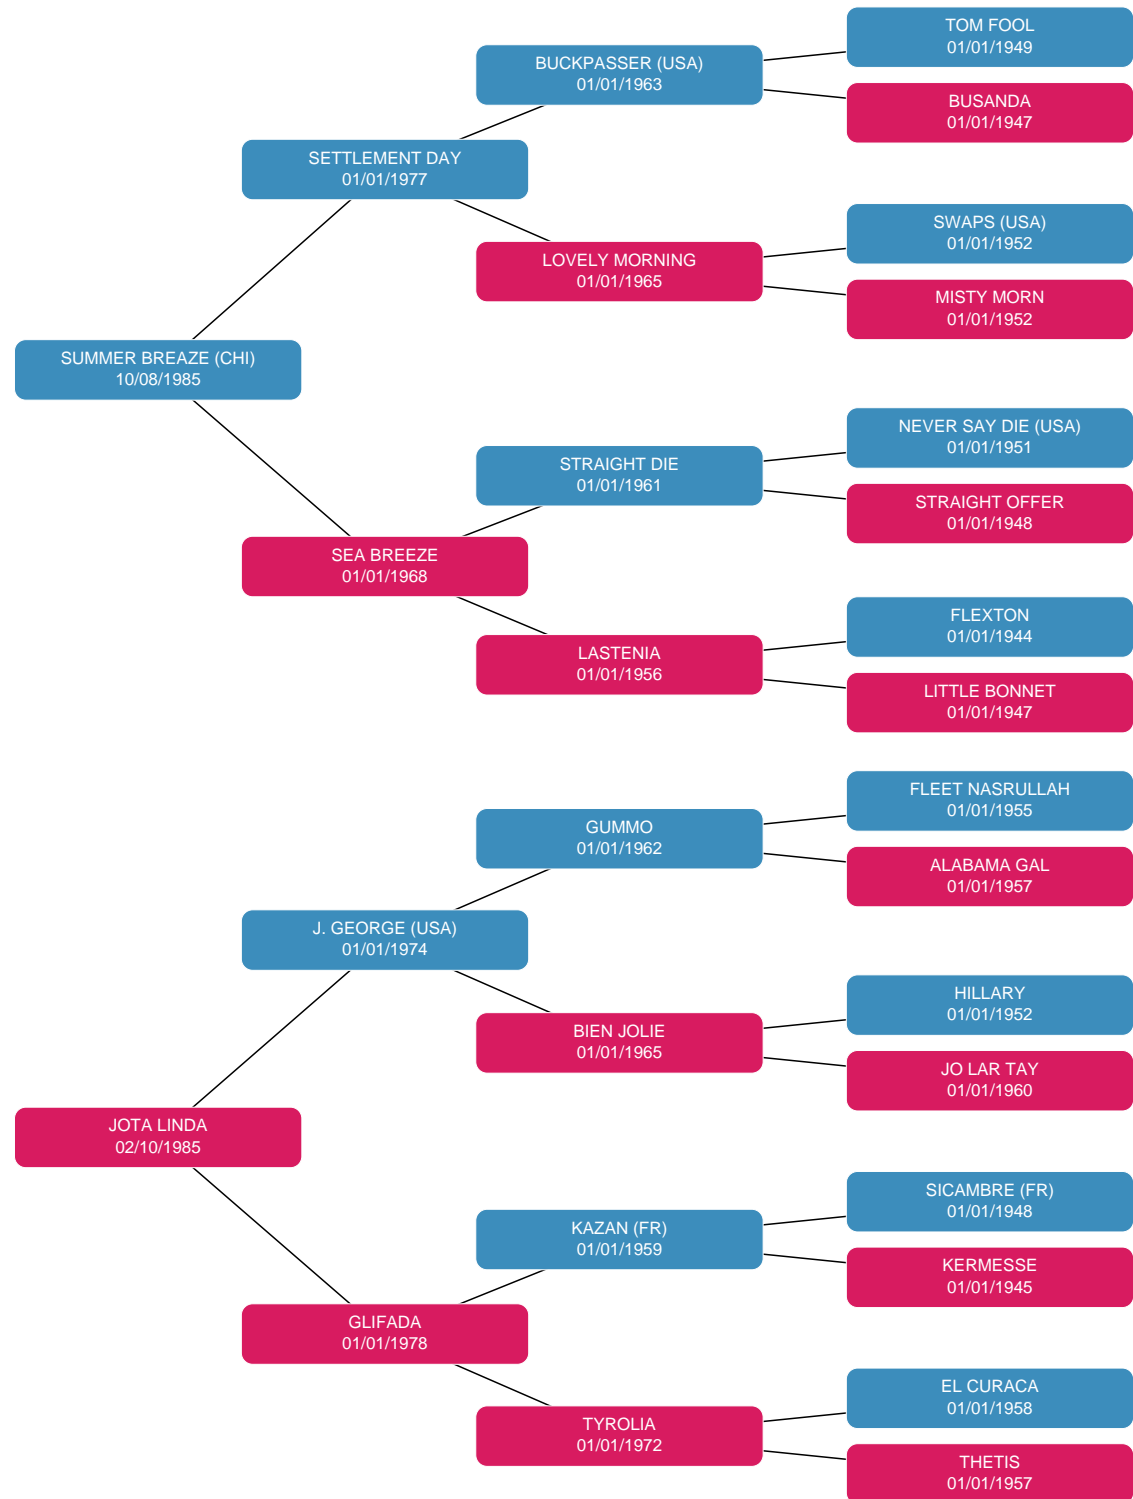 TOM FOOL
01/01/1949
BUCKPASSER (USA)
01/01/1963
BUSANDA
01/01/1947
SETTLEMENT DAY
01/01/1977
SWAPS (USA)
01/01/1952
LOVELY MORNING
01/01/1965
MISTY MORN
01/01/1952
SUMMER BREAZE (CHI)
10/08/1985
NEVER SAY DIE (USA)
01/01/1951
STRAIGHT DIE
01/01/1961
STRAIGHT OFFER
01/01/1948
SEA BREEZE
01/01/1968
FLEXTON
01/01/1944
LASTENIA
01/01/1956
LITTLE BONNET
01/01/1947
FLEET NASRULLAH
01/01/1955
GUMMO
01/01/1962
ALABAMA GAL
01/01/1957
J. GEORGE (USA)
01/01/1974
HILLARY
01/01/1952
BIEN JOLIE
01/01/1965
JO LAR TAY
01/01/1960
JOTA LINDA
02/10/1985
SICAMBRE (FR)
01/01/1948
KAZAN (FR)
01/01/1959
KERMESSE
01/01/1945
GLIFADA
01/01/1978
EL CURACA
01/01/1958
TYROLIA
01/01/1972
THETIS
01/01/1957